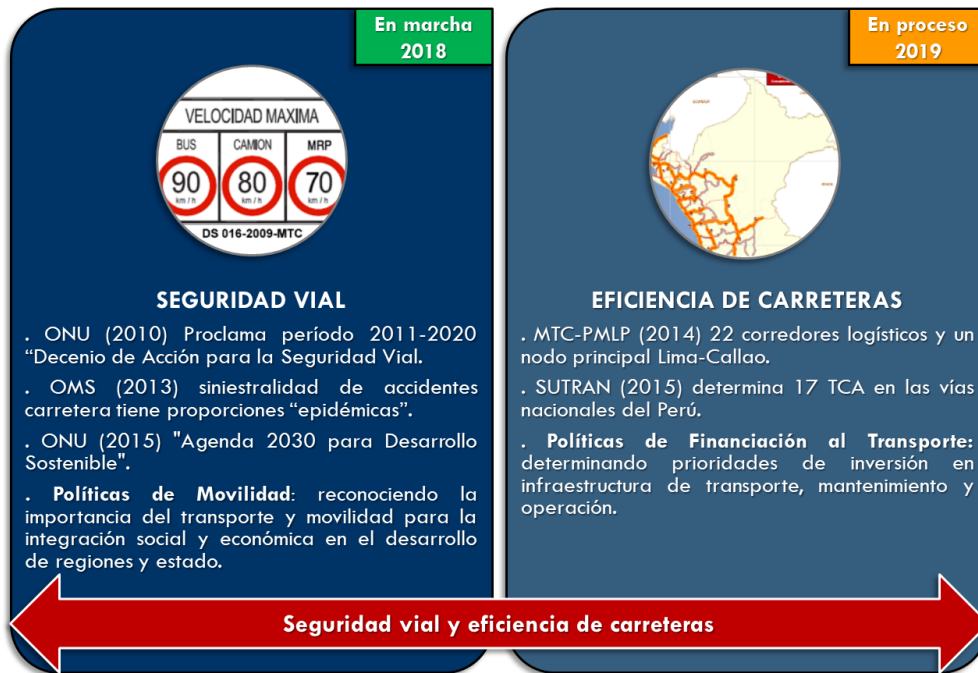 En marcha
2018
VELOCIDAD MAXIMA
BUS CAMION MRP
90 80 70
km / h km / h km / h
DS 016-2009-MTC
SEGURIDAD VIAL
. ONU (2010) Proclama período 2011-2020
“Decenio de Acción para la Seguridad Vial.
. OMS (2013) siniestralidad de accidentes
carretera tiene proporciones “epidémicas”.
. ONU (2015) "Agenda 2030 para Desarrollo
Sostenible".
. Políticas de Movilidad: reconociendo la
importancia del transporte y movilidad para la
integración social y económica en el desarrollo
de regiones y estado.
En proceso
2019
EFICIENCIA DE CARRETERAS
. MTC-PMLP (2014) 22 corredores logísticos y un
nodo principal Lima-Callao.
. SUTRAN (2015) determina 17 TCA en las vías
nacionales del Perú.
. Políticas de Financiación al Transporte:
determinando prioridades de inversión en
infraestructura de transporte, mantenimiento y
operación.
Seguridad vial y eficiencia de carreteras